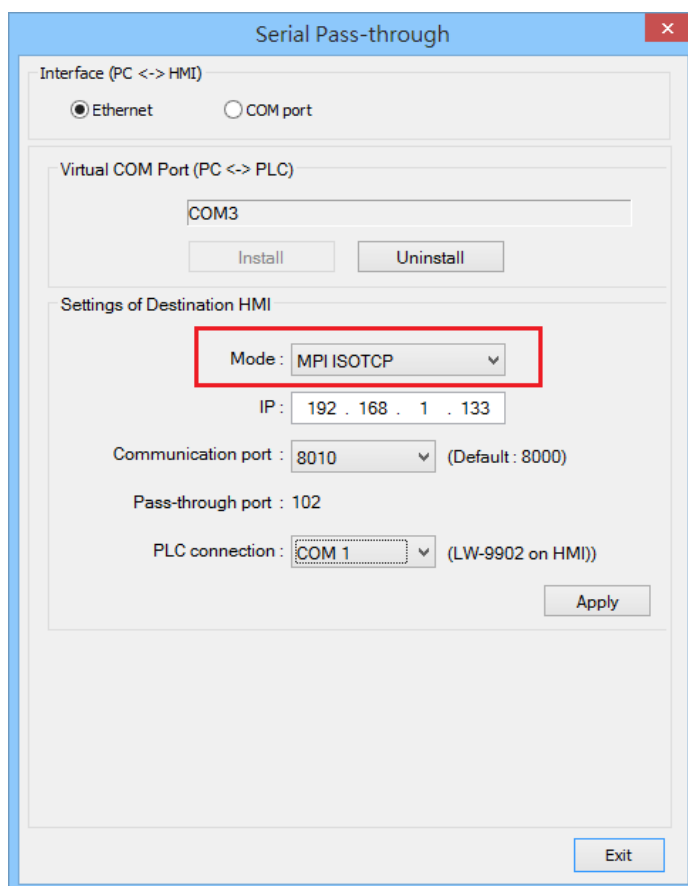 Serial Pass-through
Interface (PC <-> HMI)
Ethernet COM port
Virtual COM Port (PC <-> PLC)
COM3
Install Uninstall
Settings of Destination HMI
Mode : MPI ISOTCP
IP : 192 . 168 . 1 . 133
Communication port : 8010 (Default : 8000)
Pass-through port : 102
PLC connection : COM 1 (LW-9902 on HMI))
Apply
Exit